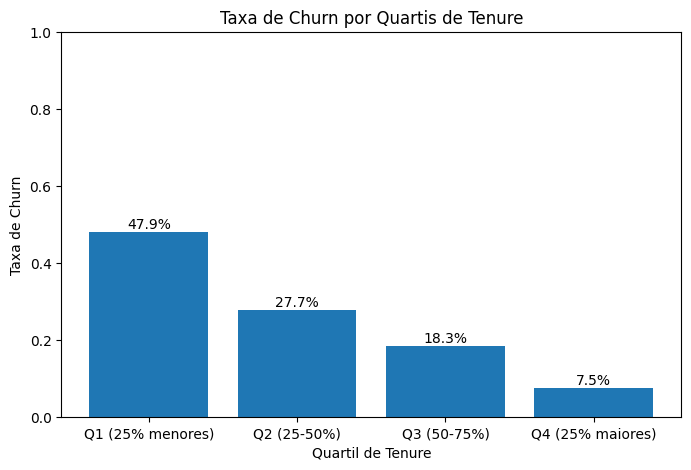 Taxa de Churn por Quartis de Tenure
Taxa de Churn
1.0
0.8
0.6
0.4
0.2
0.0
47.9%
27.7%
18.3%
7.5%
Q1 (25% menores)
Q2 (25-50%)
Q3 (50-75%)
Q4 (25% maiores)
Quartil de Tenure